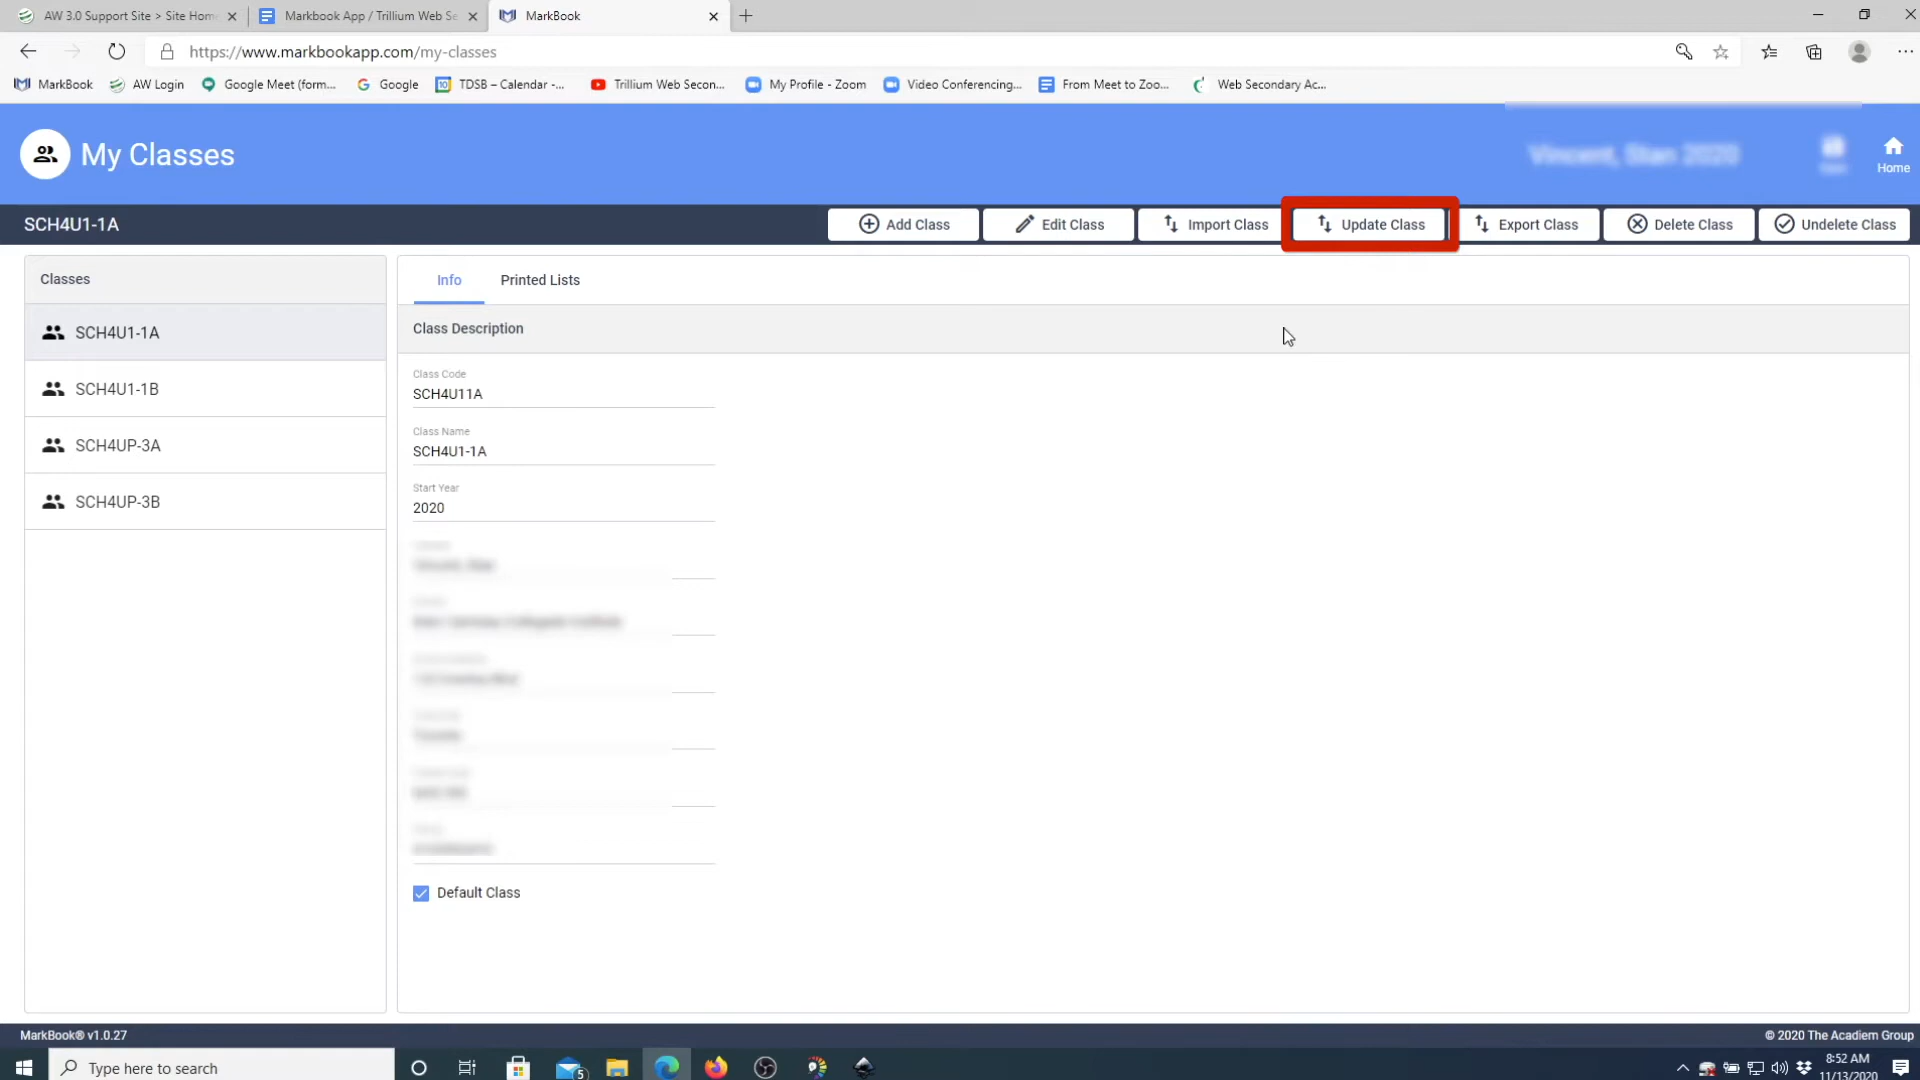 AW 3.0 Support Site > Site Home
Markbook App / Trillium Web Se
MarkBook
https://www.markbookapp.com/my-classes
MarkBook
AW Login
Google Meet (form...
Google
TDSB – Calendar -...
Trillium Web Secon...
My Profile - Zoom
Video Conferencing...
From Meet to Zoo...
Web Secondary Ac...
My Classes
Vincent, Stan 2020
Home
SCH4U1-1A
Add Class
Edit Class
Import Class
Update Class
Export Class
Delete Class
Undelete Class
Classes
SCH4U1-1A
SCH4U1-1B
SCH4UP-3A
SCH4UP-3B
Info
Printed Lists
Class Description
Class Code
SCH4U11A
Class Name
SCH4U1-1A
Start Year
2020
Default Class
MarkBook® v1.0.27
© 2020 The Acadiem Group
Type here to search
5
8:52 AM
11/13/2020